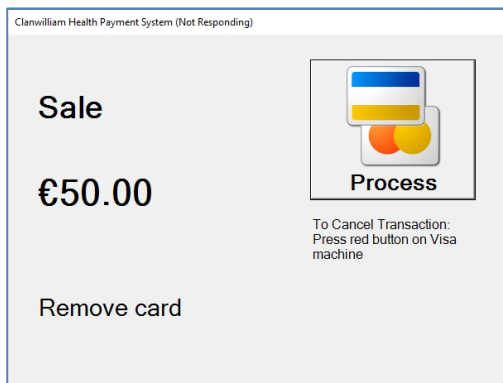 Clanwilliam Health Payment System (Not Responding)
Sale
€50.00
Process
To Cancel Transaction:
Press red button on Visa
machine
Remove card